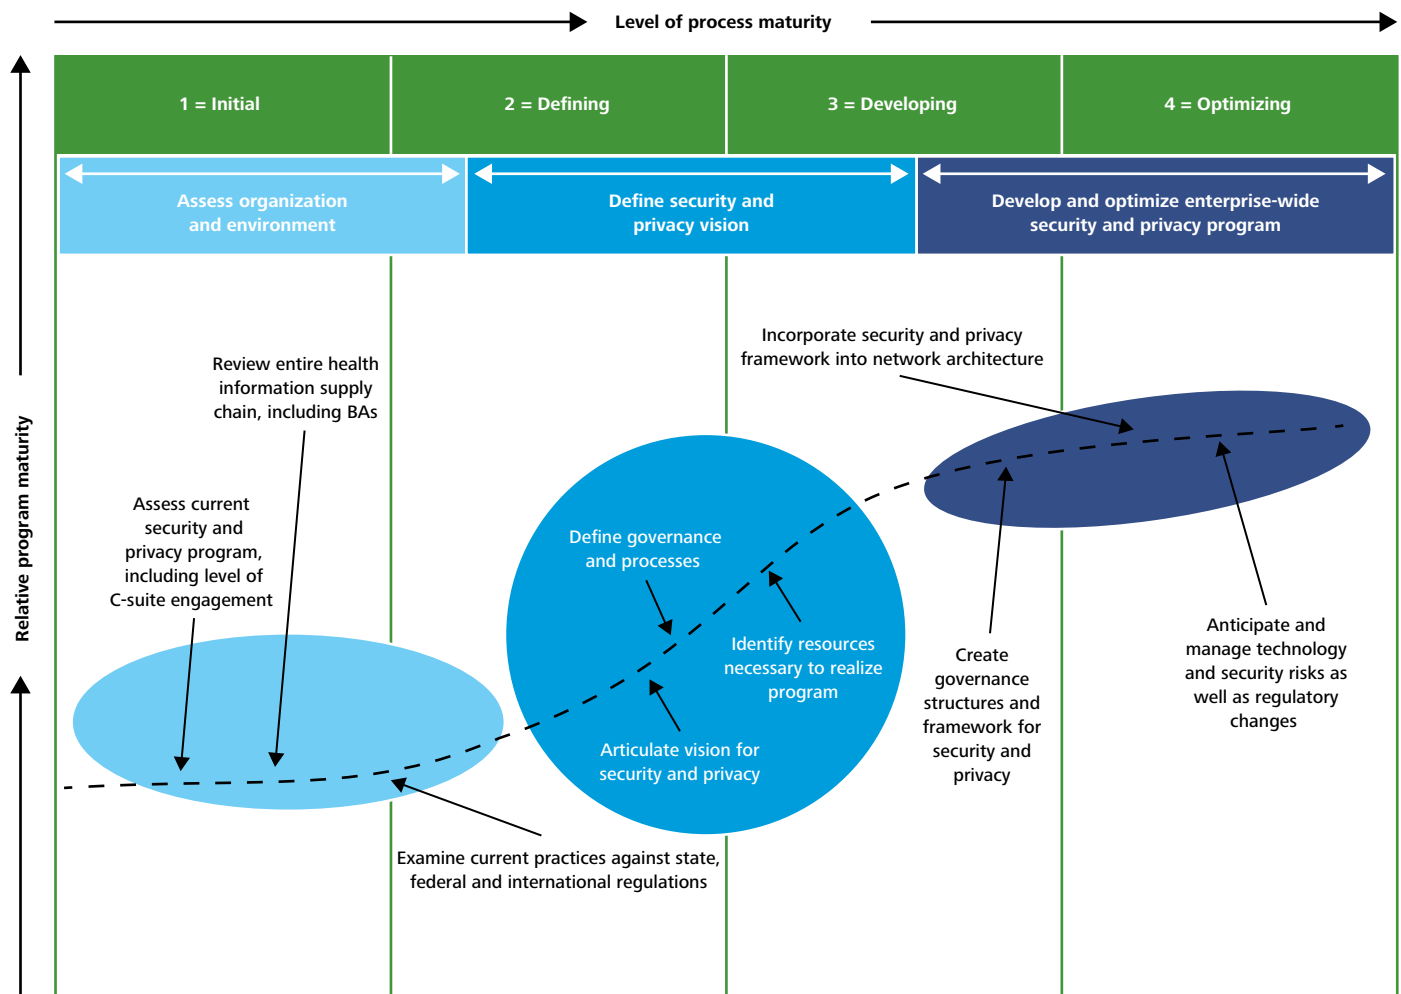 Level of process maturity
1 = Initial
2 = Defining
3 = Developing
4 = Optimizing
Assess organization
and environment
Define security and
privacy vision
Develop and optimize enterprise-wide
security and privacy program
Relative program maturity
Incorporate security and privacy
framework into network architecture
Review entire health
information supply
chain, including BAs
Assess current
security and
privacy program,
including level of
C-suite engagement
Define governance
and processes
Identify resources
necessary to realize
program
Articulate vision for
security and privacy
Create
governance
structures and
framework for
security and
privacy
Anticipate and
manage technology
and security risks as
well as regulatory
changes
Examine current practices against state,
federal and international regulations